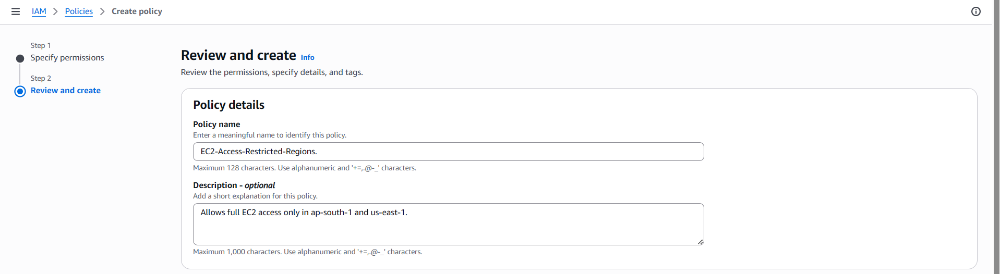 IAM > Policies > Create policy
Step 1
Specify permissions
Step 2
Review and create
Review and create Info
Review the permissions, specify details, and tags.
Policy details
Policy name
Enter a meaningful name to identify this policy.
EC2-Access-Restricted-Regions.
Maximum 128 characters. Use alphanumeric and '+=,.@-_' characters.
Description - optional
Add a short explanation for this policy.
Allows full EC2 access only in ap-south-1 and us-east-1.
Maximum 1,000 characters. Use alphanumeric and '+=,.@-_' characters.